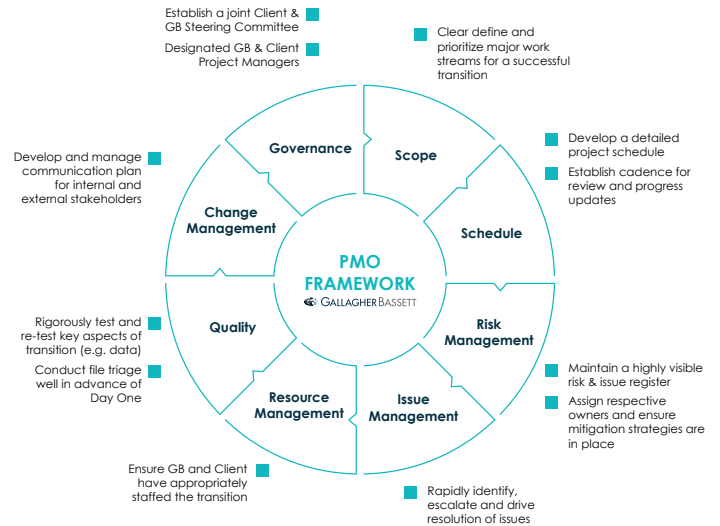 Establish a joint Client &
GB Steering Committee
Designated GB & Client
Project Managers
Clear define and
prioritize major work
streams for a successful
transition
Develop a detailed
project schedule
Establish cadence for
review and progress
updates
Develop and manage
communication plan
for internal and
external stakeholders
Governance
Scope
Change
Management
Schedule
PMO
FRAMEWORK
GALLAGHER BASSETT
Quality
Risk
Management
Resource
Management
Issue
Management
Rigorously test and
re-test key aspects of
transition (e.g. data)
Conduct file triage
well in advance of
Day One
Maintain a highly visible
risk & issue register
Assign respective
owners and ensure
mitigation strategies are
in place
Ensure GB and Client
have appropriately
staffed the transition
Rapidly identify,
escalate and drive
resolution of issues